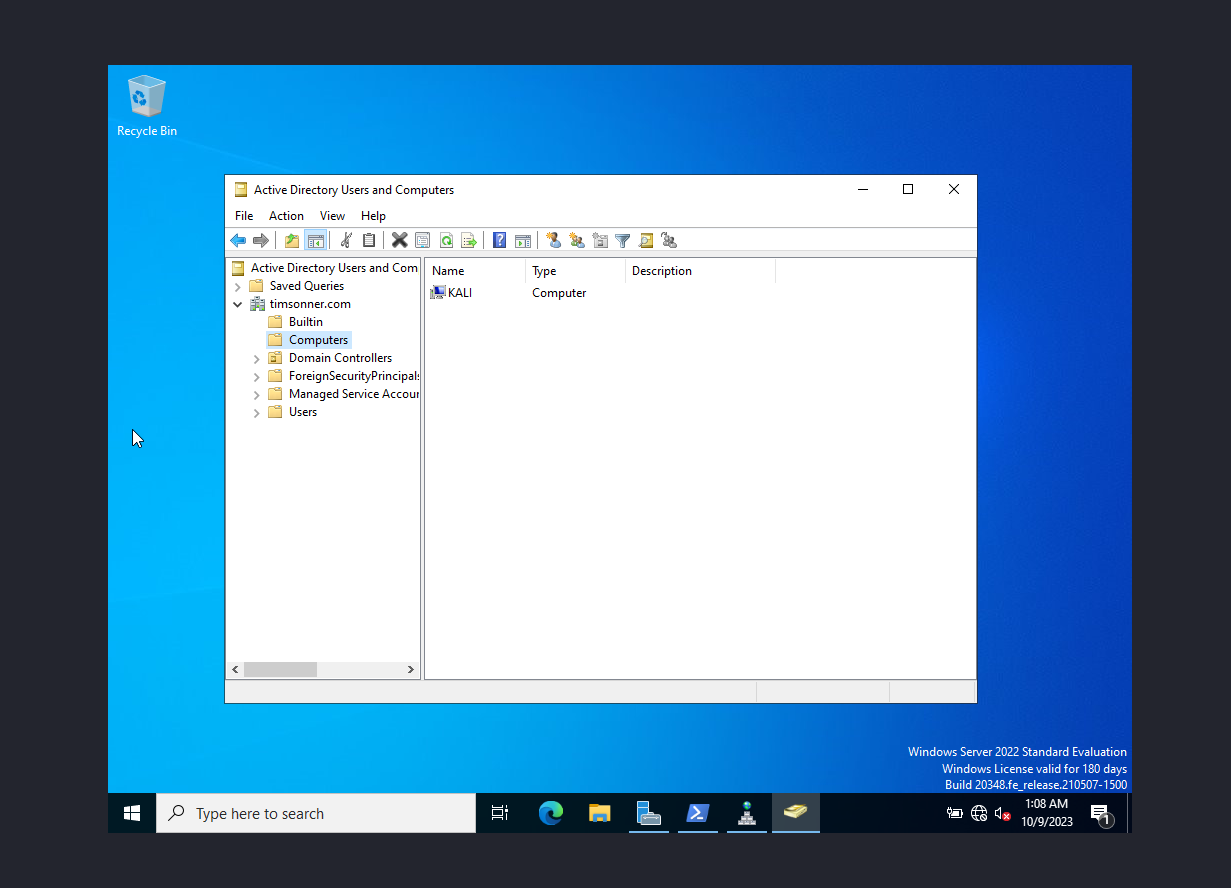 Recycle Bin
Active Directory Users and Computers
File Action View Help
Active Directory Users and Com
Saved Queries
timsonner.com
Builtin
Computers
Domain Controllers
ForeignSecurityPrincipals
Managed Service Accour
Users
Name Type Description
KALI Computer
Windows Server 2022 Standard Evaluation
Windows License valid for 180 days
Build 20348.fe_release.210507-1500
Type here to search
1:08 AM
10/9/2023
1